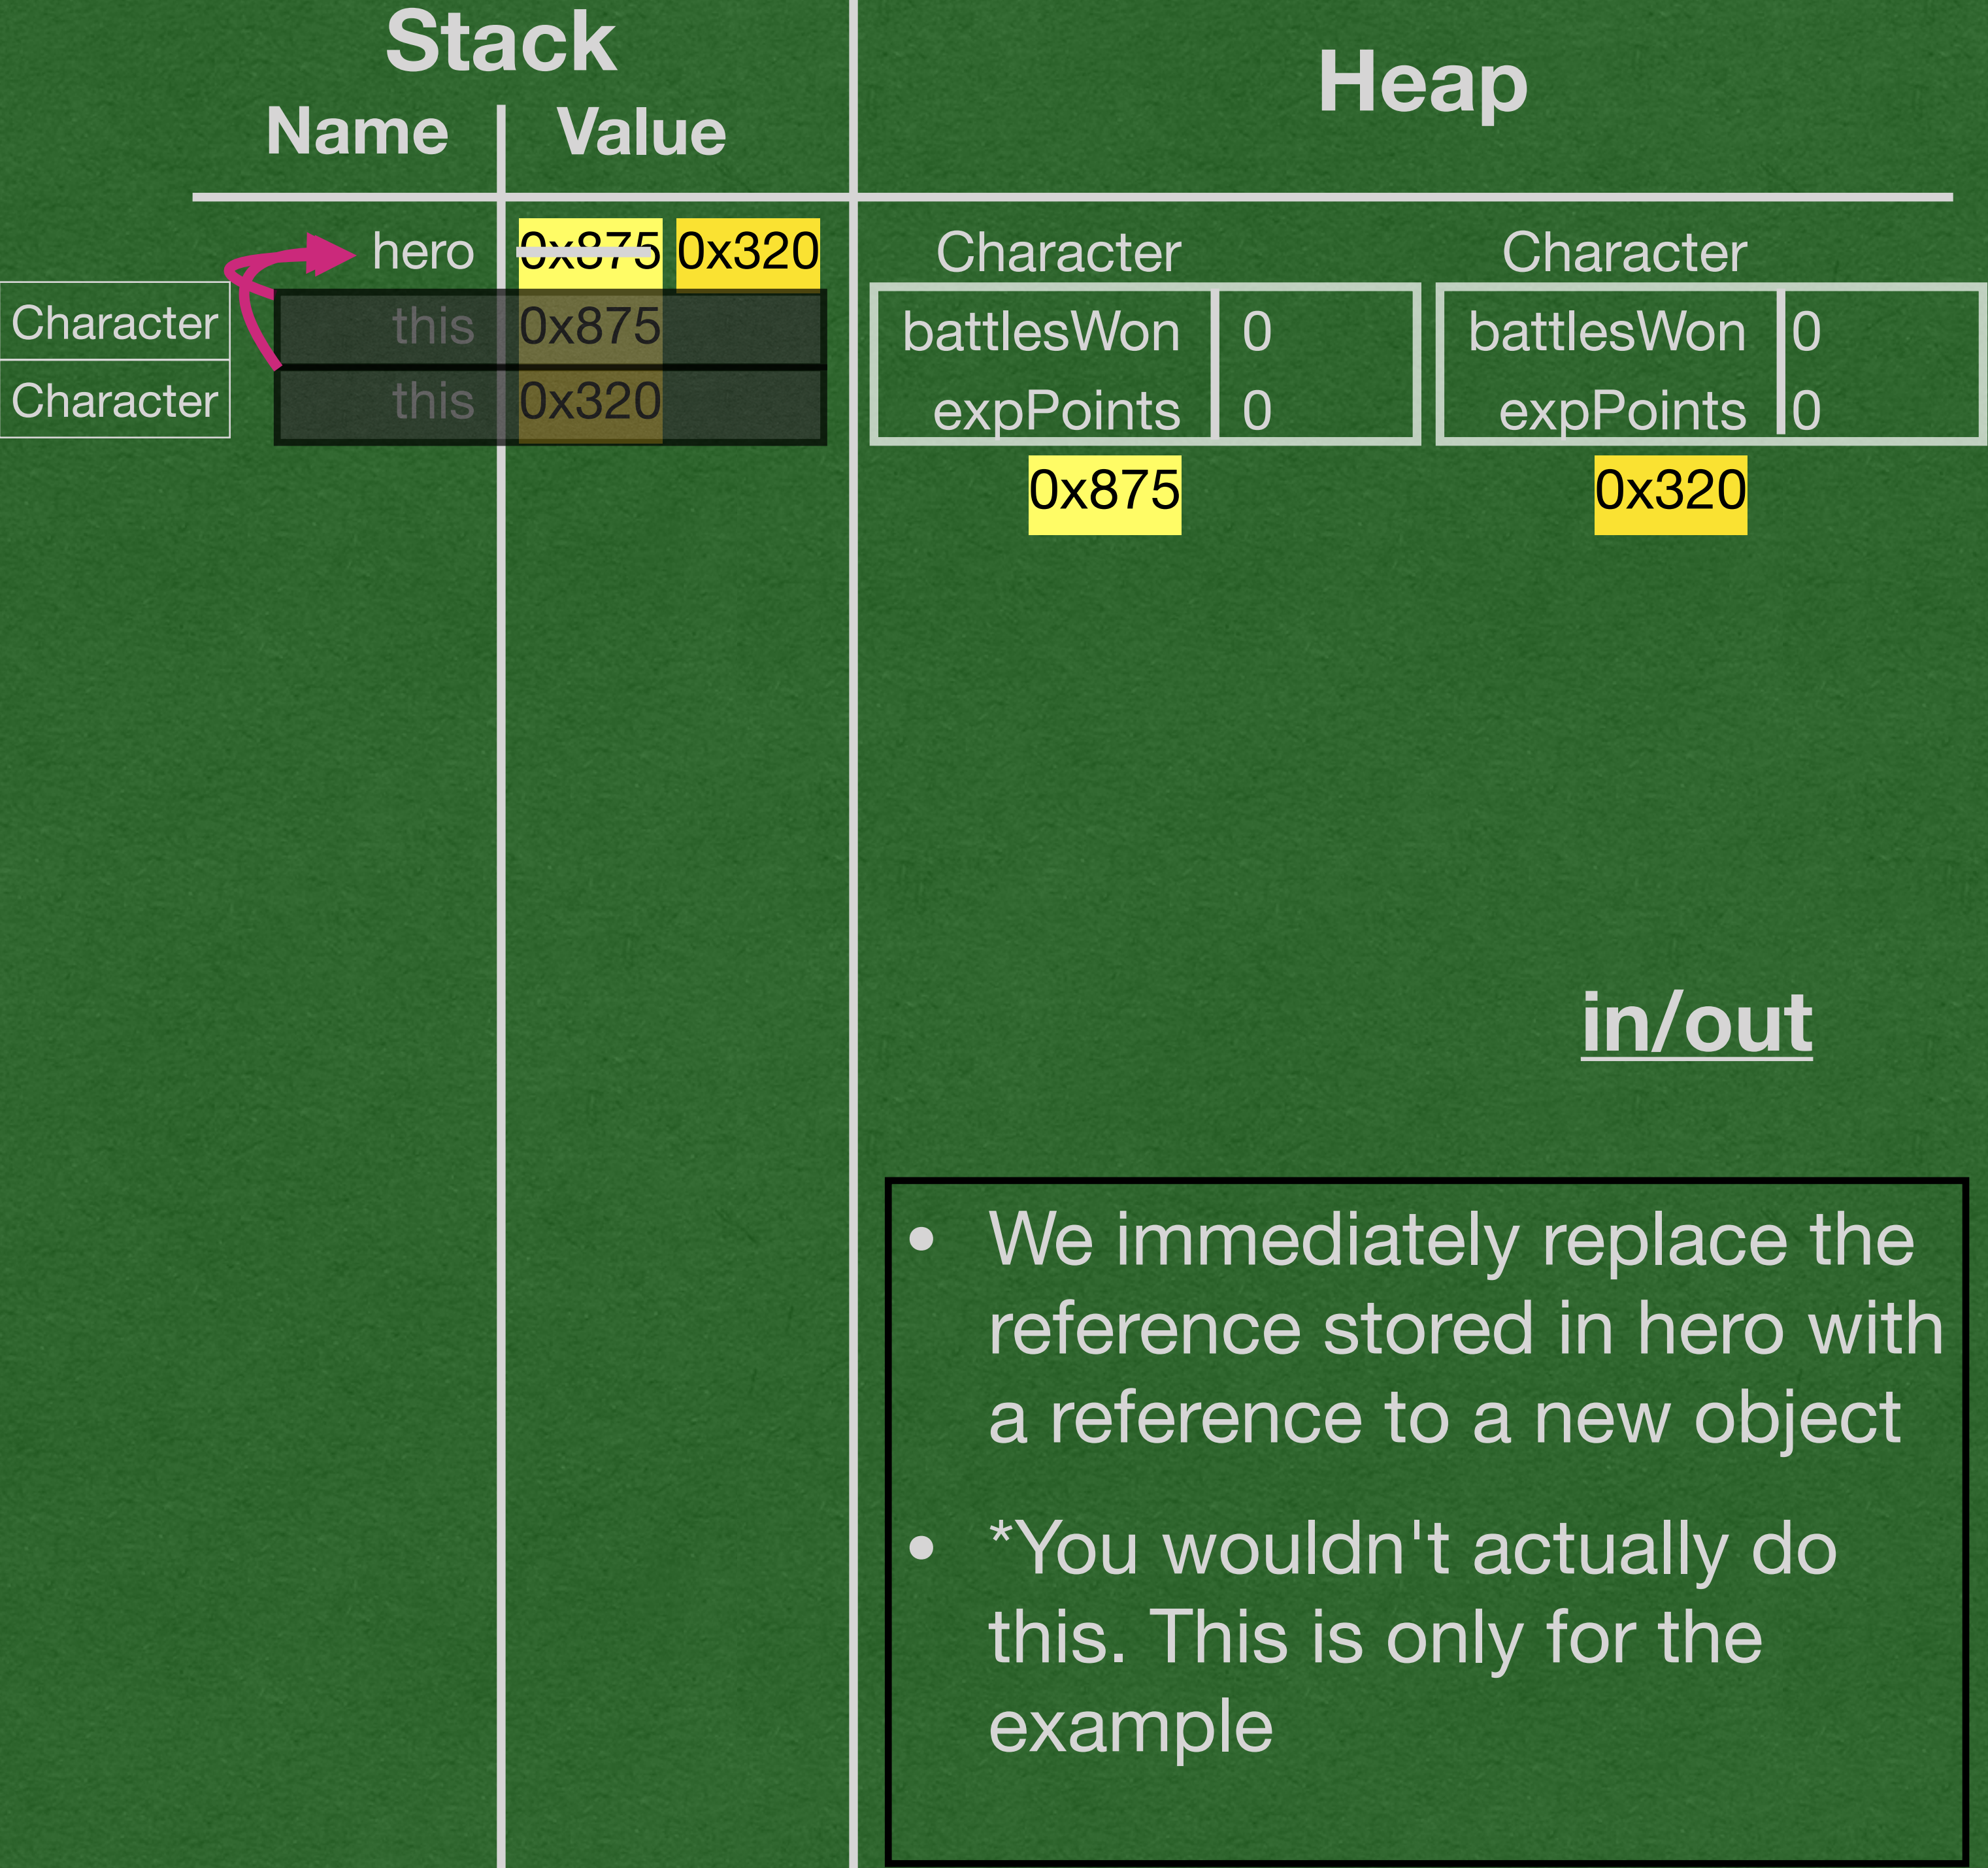 Stack
Heap
Name Value
hero 0x875 0x320
Character this 0x875
Character this 0x320
Character
battlesWon 0
expPoints 0
0x875
Character
battlesWon 0
expPoints 0
0x320
in/out
• We immediately replace the
reference stored in hero with
a reference to a new object
• *You wouldn't actually do
this. This is only for the
example